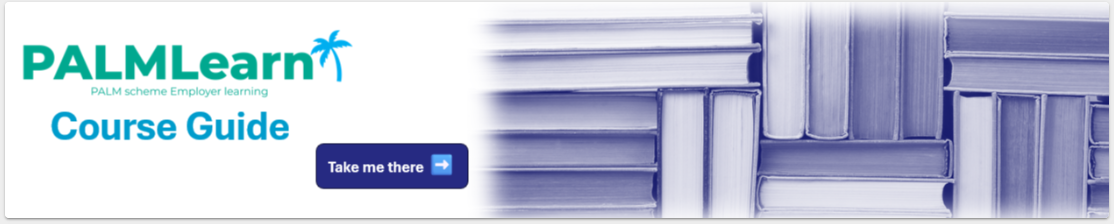 PALMLearn
PALM scheme Employer learning
Course Guide
Take me there ➡